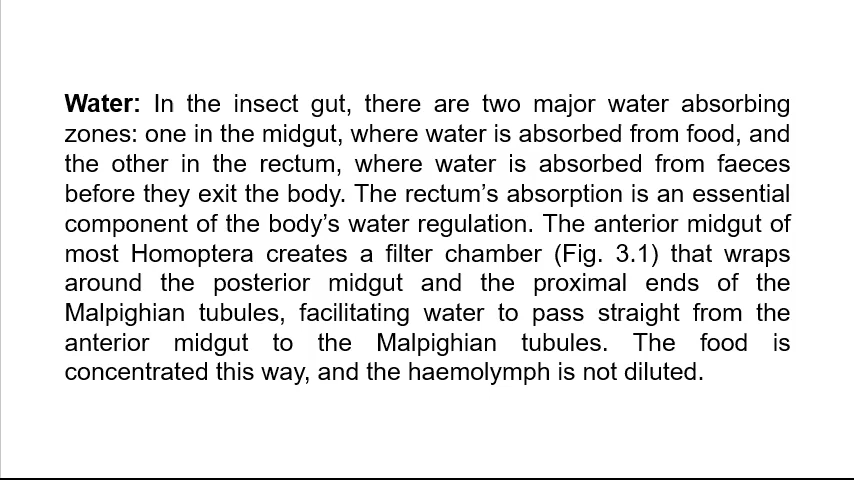 Water: In the insect gut, there are two major water absorbing
zones: one in the midgut, where water is absorbed from food, and
the other in the rectum, where water is absorbed from faeces
before they exit the body. The rectum’s absorption is an essential
component of the body’s water regulation. The anterior midgut of
most Homoptera creates a filter chamber (Fig. 3.1) that wraps
around the posterior midgut and the proximal ends of the
Malpighian tubules, facilitating water to pass straight from the
anterior midgut to the Malpighian tubules. The food is
concentrated this way, and the haemolymph is not diluted.